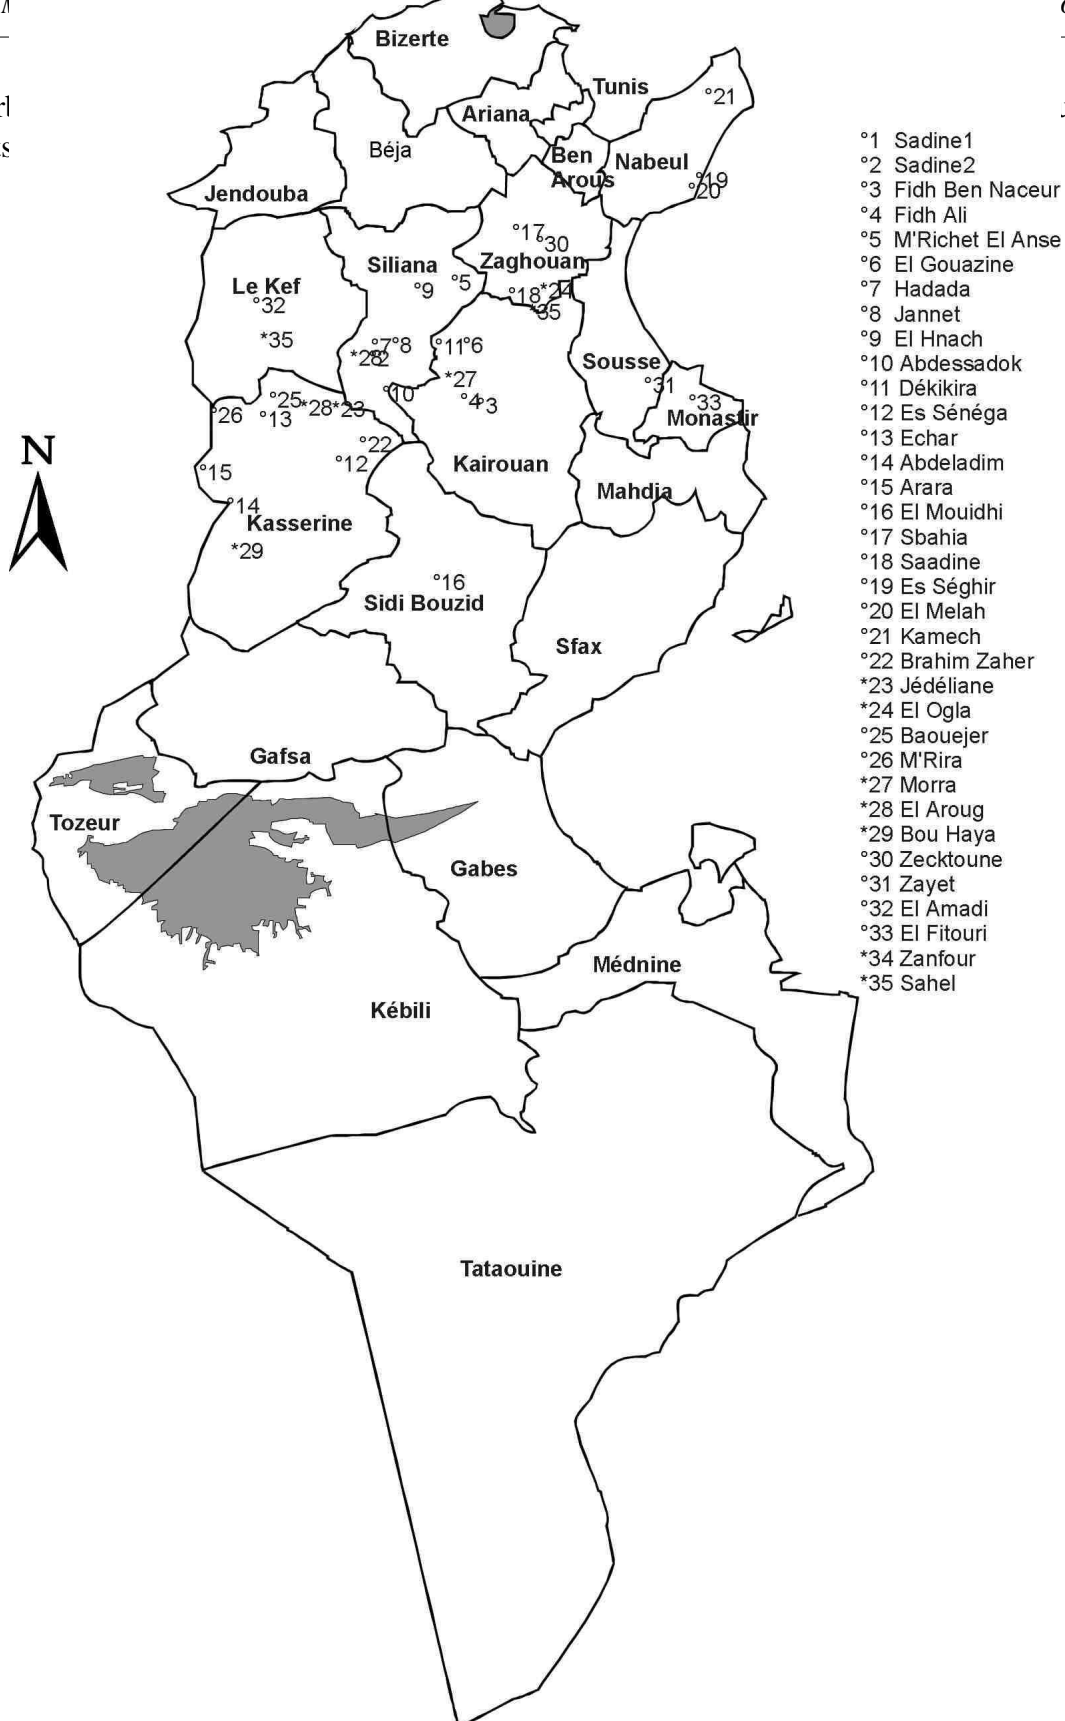 Bizerte
Tunis
°21
Ariana
Béja
Ben
Arous
Nabeul
°19
°20
Jendouba
°17
°30
Siliana
Zaghouan
°5
Le Kef
°9
°18
*24
°32
*35
*35
°7
°8
°11
°6
*28
°2
Sousse
*27
°31
°10
°25
°4
°3
°33
°26
*28
*23
°13
Monastir
°22
°12
Kairouan
N
°15
Mahdia
°14
Kasserine
*29
°16
Sidi Bouzid
Sfax
Gafsa
Tozeur
Gabes
Médnine
Kébili
Tataouine
°1 Sadine1
°2 Sadine2
°3 Fidh Ben Naceur
°4 Fidh Ali
°5 M'Richet El Anse
°6 El Gouazine
°7 Hadada
°8 Jannet
°9 El Hnach
°10 Abdessadok
°11 Dékikira
°12 Es Sénéga
°13 Echar
°14 Abdeladim
°15 Arara
°16 El Mouidhi
°17 Sbahia
°18 Saadine
°19 Es Séghir
°20 El Melah
°21 Kamech
°22 Brahim Zaher
*23 Jédéliane
*24 El Ogla
°25 Baouejer
°26 M'Rira
*27 Morra
*28 El Aroug
*29 Bou Haya
°30 Zecktoune
°31 Zayet
°32 El Amadi
°33 El Fitouri
*34 Zanfour
*35 Sahel